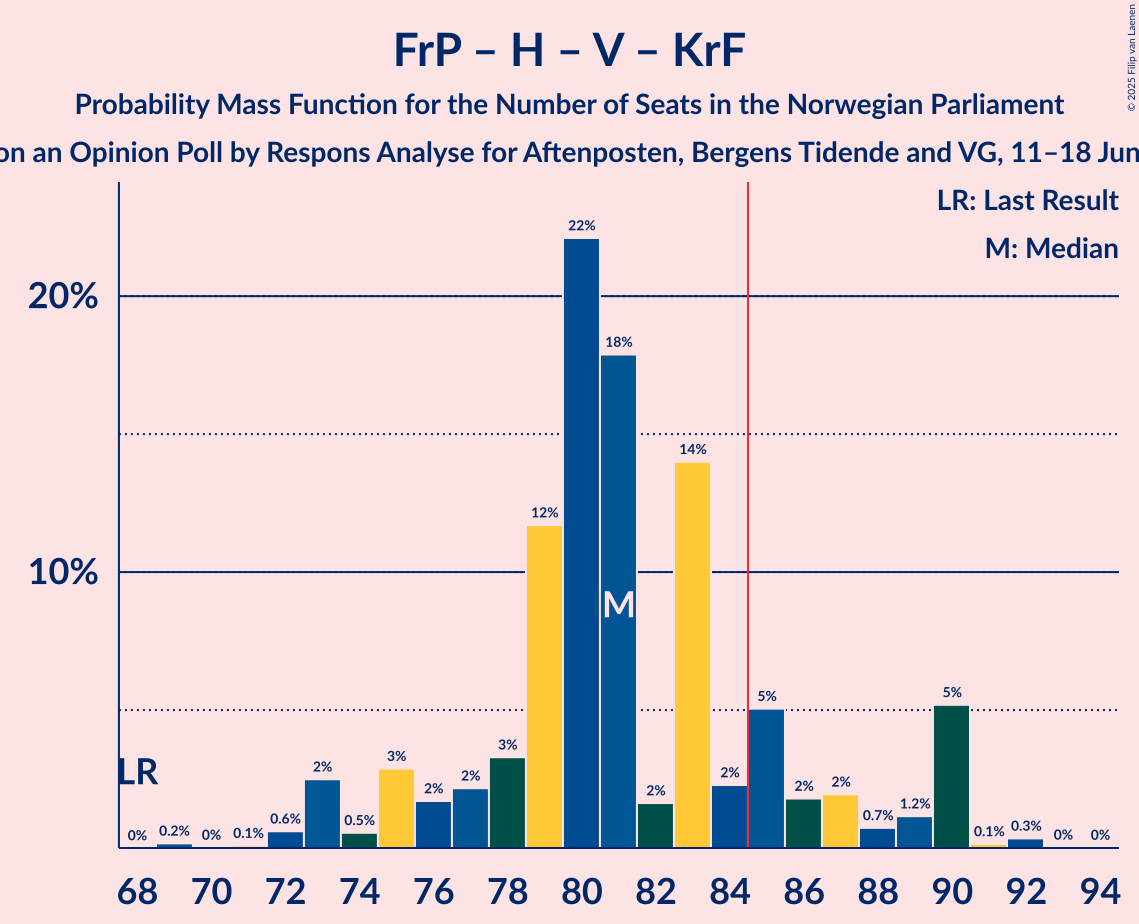 FrP – H – V – KrF
Probability Mass Function for the Number of Seats in the Norwegian Parliament
on an Opinion Poll by Respons Analyse for Aftenposten, Bergens Tidende and VG, 11–18 Jun
© 2025 Filip van Laenen
LR: Last Result
M: Median
20%
10%
LR
M
0% 0.2% 0% 0.1% 0.6% 2% 0.5% 3% 2% 2% 3% 12% 22% 18% 2% 14% 2% 5% 2% 2% 0.7% 1.2% 5% 0.1% 0.3% 0% 0%
68 70 72 74 76 78 80 82 84 86 88 90 92 94